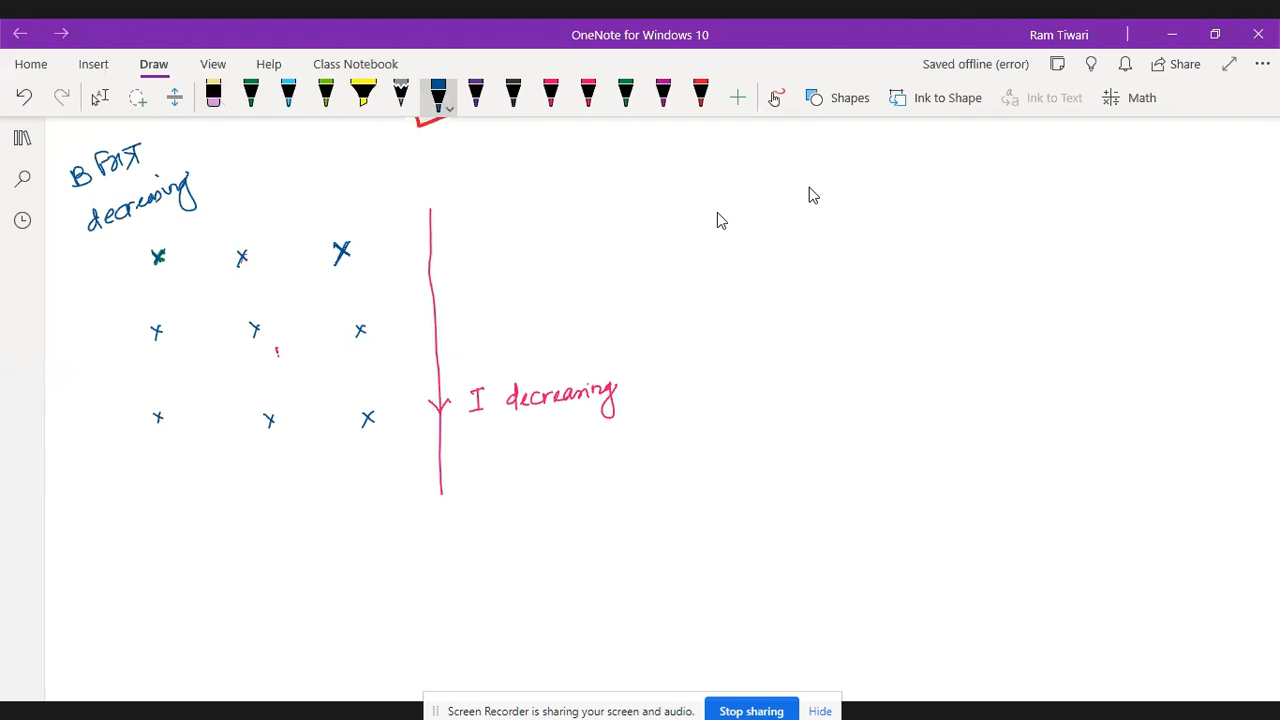 OneNote for Windows 10
Ram Tiwari
Home Insert Draw View Help Class Notebook
Saved offline (error)
Share
Shapes
Ink to Shape
Ink to Text
Math
decreasing
I decreasing
Screen Recorder is sharing your screen and audio.
Stop sharing
Hide